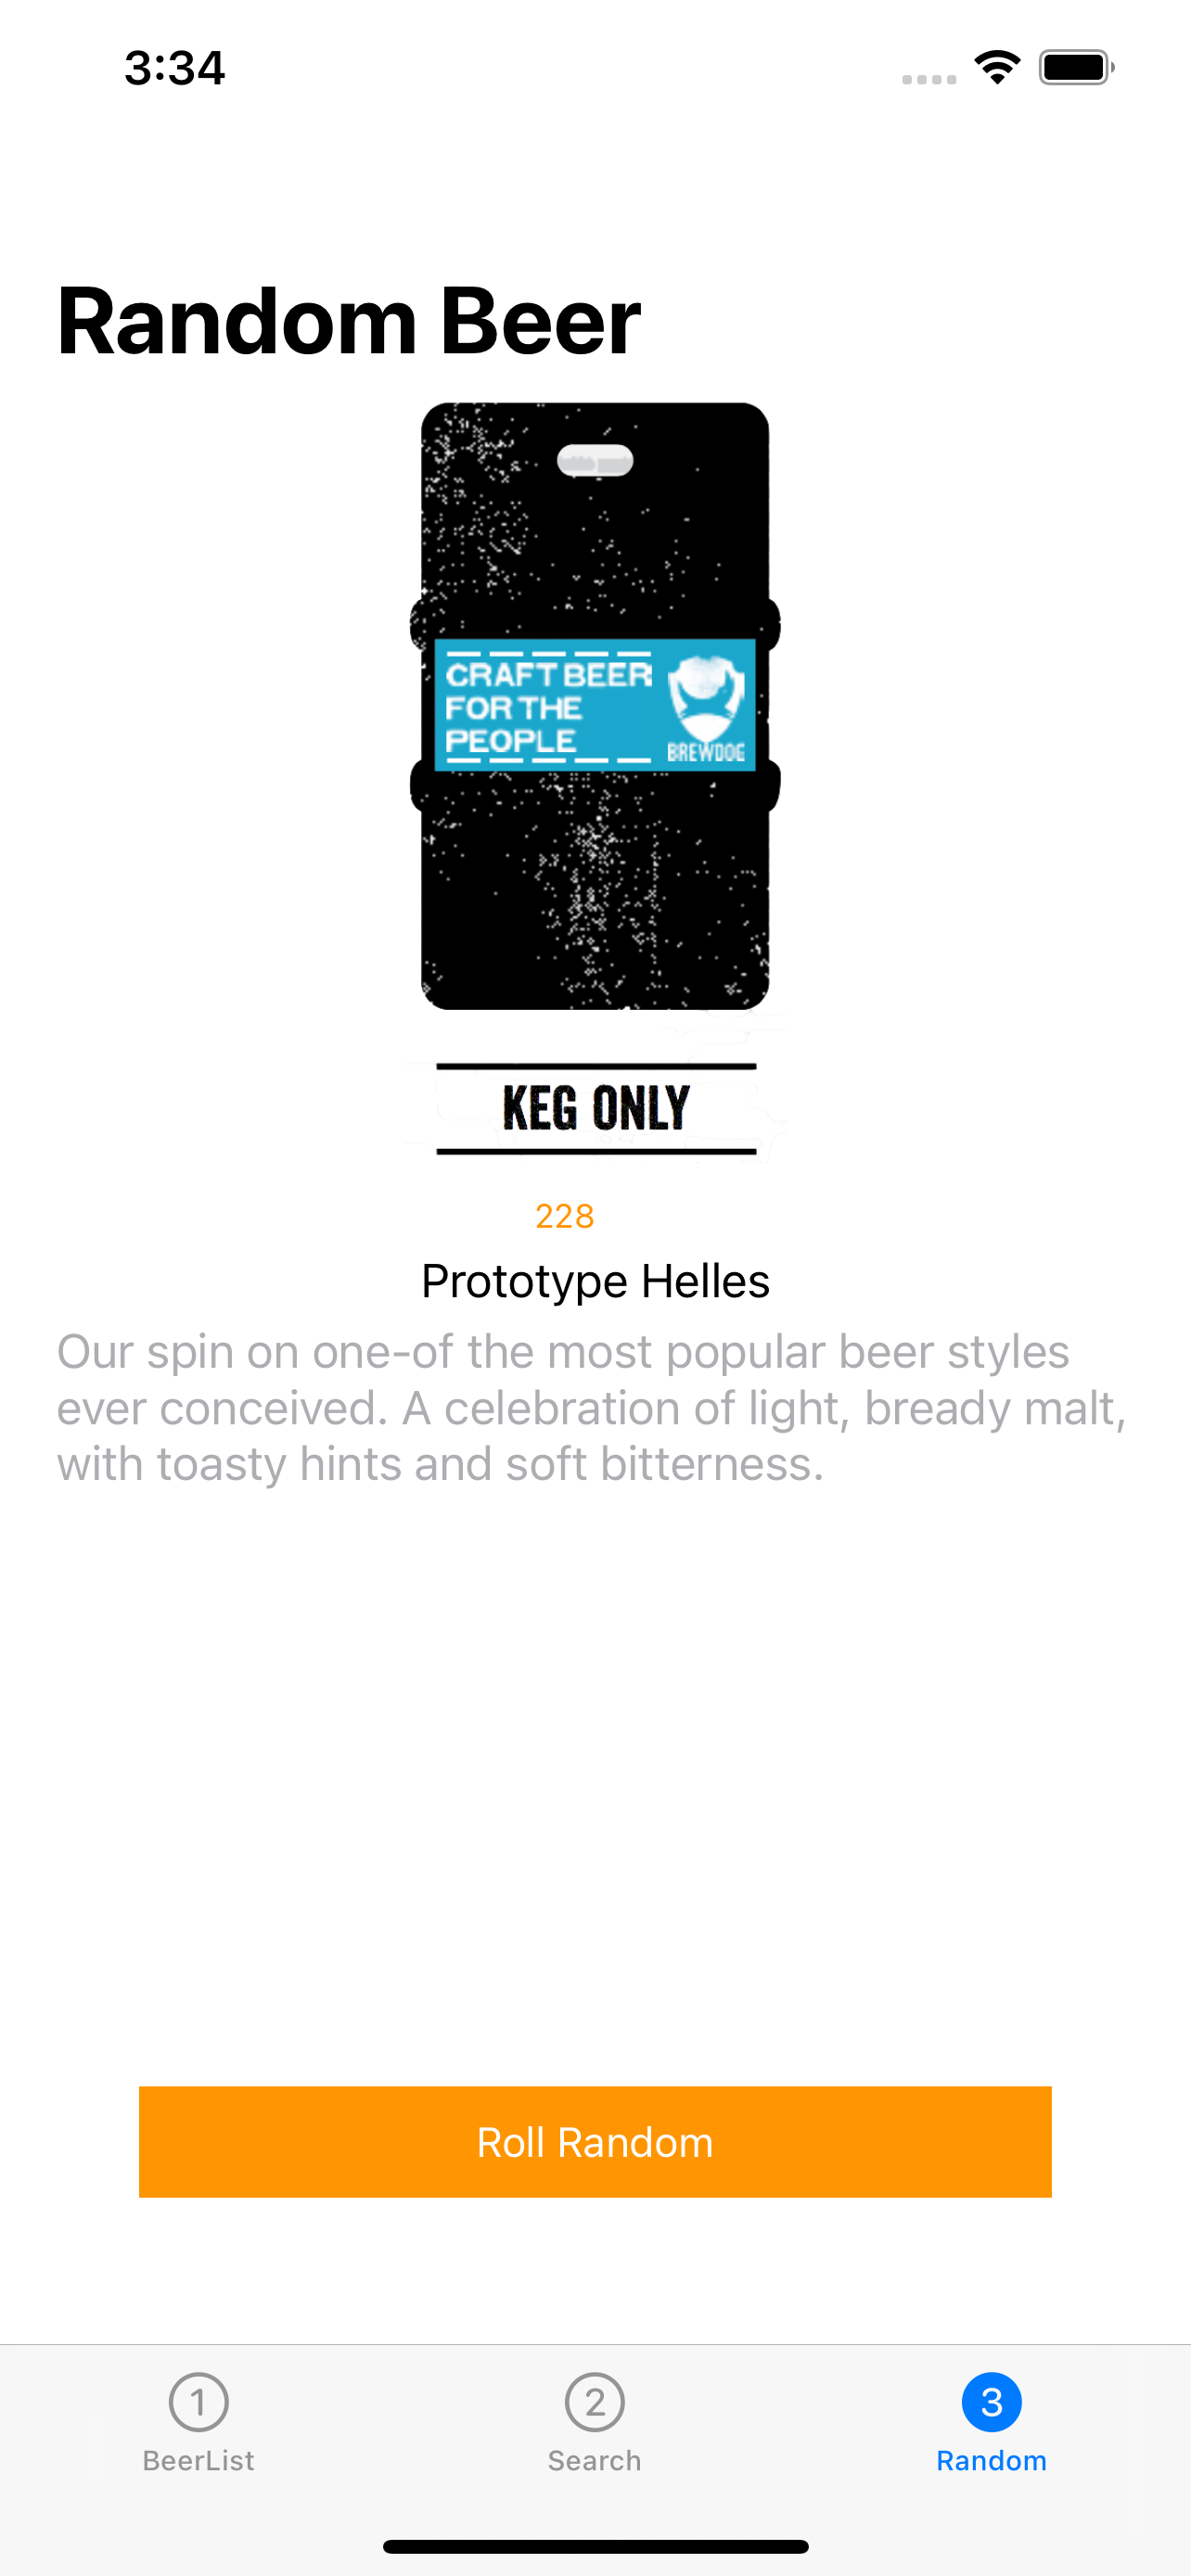 3:34
Random Beer
CRAFT BEER
FOR THE
PEOPLE
BREWDOG
KEG ONLY
228
Prototype Helles
Our spin on one-of the most popular beer styles
ever conceived. A celebration of light, bready malt,
with toasty hints and soft bitterness.
Roll Random
1
2
3
BeerList
Search
Random